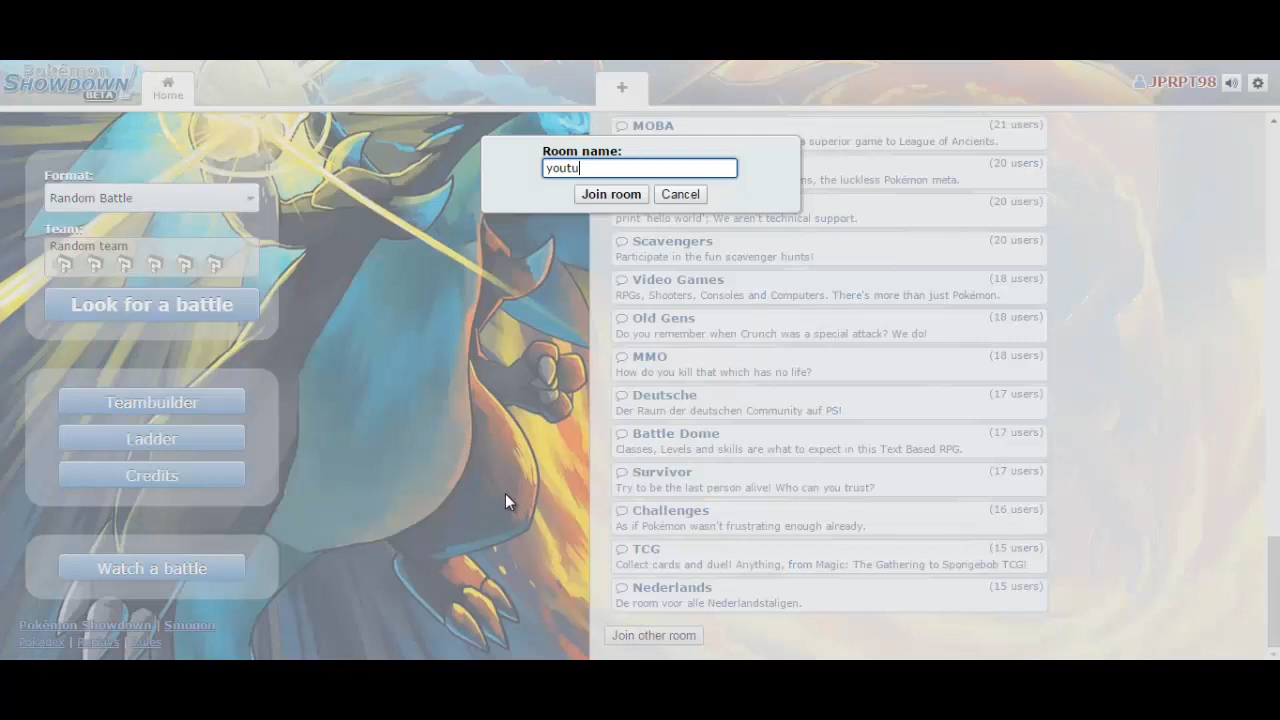 Pokémon
SHOWDOWN
BETA
Home
+
JPRPT98
Format:
Random Battle
Team:
Random team
Look for a battle
Teambuilder
Ladder
Credits
Watch a battle
Pokémon Showdown | Smogon
Pokédex | Replays | Rules
Room name:
youtu
Join room
Cancel
MOBA (21 users)
a superior game to League of Ancients.
(20 users)
ns, the luckless Pokémon meta.
(20 users)
print 'hello world'; We aren't technical support.
Scavengers (20 users)
Participate in the fun scavenger hunts!
Video Games (18 users)
RPGs, Shooters, Consoles and Computers. There's more than just Pokémon.
Old Gens (18 users)
Do you remember when Crunch was a special attack? We do!
MMO (18 users)
How do you kill that which has no life?
Deutsche (17 users)
Der Raum der deutschen Community auf PS!
Battle Dome (17 users)
Classes, Levels and skills are what to expect in this Text Based RPG.
Survivor (17 users)
Try to be the last person alive! Who can you trust?
Challenges (16 users)
As if Pokémon wasn't frustrating enough already.
TCG (15 users)
Collect cards and duel! Anything, from Magic: The Gathering to Spongebob TCG!
Nederlands (15 users)
De room voor alle Nederlandstaligen.
Join other room